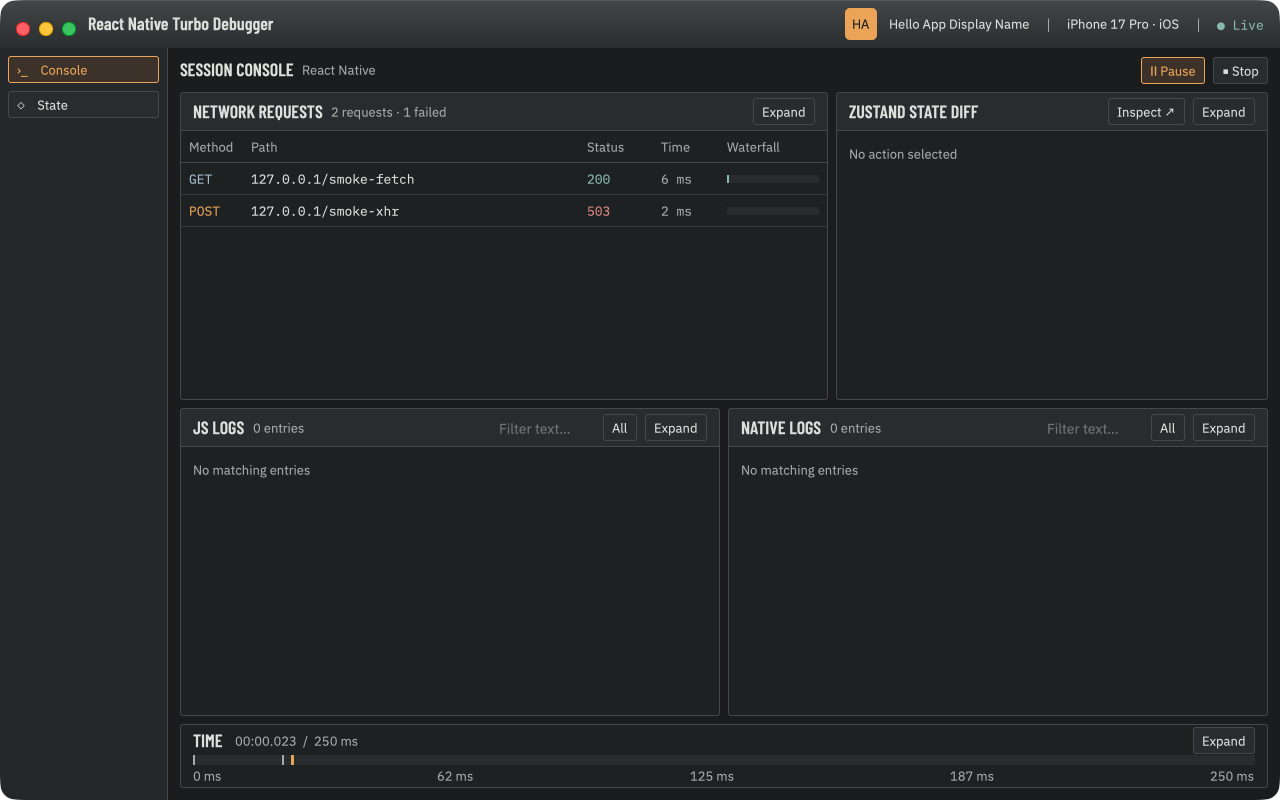 React Native Turbo Debugger
HA Hello App Display Name | iPhone 17 Pro · iOS | ● Live
›_ Console
◇ State
SESSION CONSOLE React Native
II Pause ■ Stop
NETWORK REQUESTS 2 requests · 1 failed Expand
Method Path Status Time Waterfall
GET 127.0.0.1/smoke-fetch 200 6 ms
POST 127.0.0.1/smoke-xhr 503 2 ms
ZUSTAND STATE DIFF Inspect ↗ Expand
No action selected
JS LOGS 0 entries Filter text... All Expand
No matching entries
NATIVE LOGS 0 entries Filter text... All Expand
No matching entries
TIME 00:00.023 / 250 ms Expand
0 ms 62 ms 125 ms 187 ms 250 ms